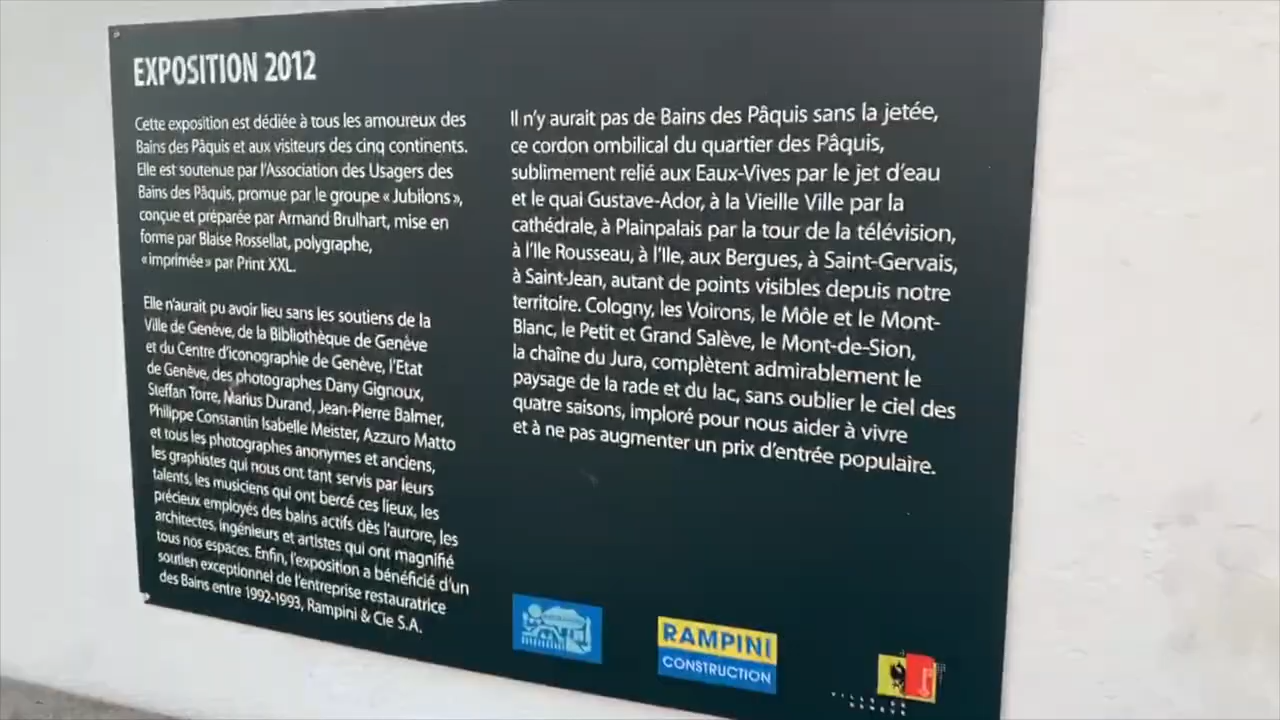 EXPOSITION 2012
Cette exposition est dédiée à tous les amoureux des
Bains des Pâquis et aux visiteurs des cinq continents.
Elle est soutenue par l'Association des Usagers des
Bains des Pâquis, promue par le groupe « Jubilons »,
conçue et préparée par Armand Brulhart, mise en
forme par Blaise Rossellat, polygraphe,
« imprimée » par Print XXL.
Elle n'aurait pu avoir lieu sans les soutiens de la
Ville de Genève, de la Bibliothèque de Genève
et du Centre d'iconographie de Genève, l'Etat
de Genève, des photographes Dany Gignoux,
Steffan Torre, Marius Durand, Jean-Pierre Balmer,
Philippe Constantin Isabelle Meister, Azzuro Matto
et tous les photographes anonymes et anciens,
les graphistes qui nous ont tant servis par leurs
talents, les musiciens qui ont bercé ces lieux, les
précieux employés des bains actifs dès l'aurore, les
architectes, ingénieurs et artistes qui ont magnifié
tous nos espaces. Enfin, l'exposition a bénéficié d'un
soutien exceptionnel de l'entreprise restauratrice
des Bains entre 1992-1993, Rampini & Cie S.A.
Il n'y aurait pas de Bains des Pâquis sans la jetée,
ce cordon ombilical du quartier des Pâquis,
sublimement relié aux Eaux-Vives par le jet d'eau
et le quai Gustave-Ador, à la Vieille Ville par la
cathédrale, à Plainpalais par la tour de la télévision,
à l'Ile Rousseau, à l'Ile, aux Bergues, à Saint-Gervais,
à Saint-Jean, autant de points visibles depuis notre
territoire. Cologny, les Voirons, le Môle et le Mont-
Blanc, le Petit et Grand Salève, le Mont-de-Sion,
la chaîne du Jura, complètent admirablement le
paysage de la rade et du lac, sans oublier le ciel des
quatre saisons, imploré pour nous aider à vivre
et à ne pas augmenter un prix d'entrée populaire.
RAMPINI
CONSTRUCTION
VILLE DE
GENÈVE